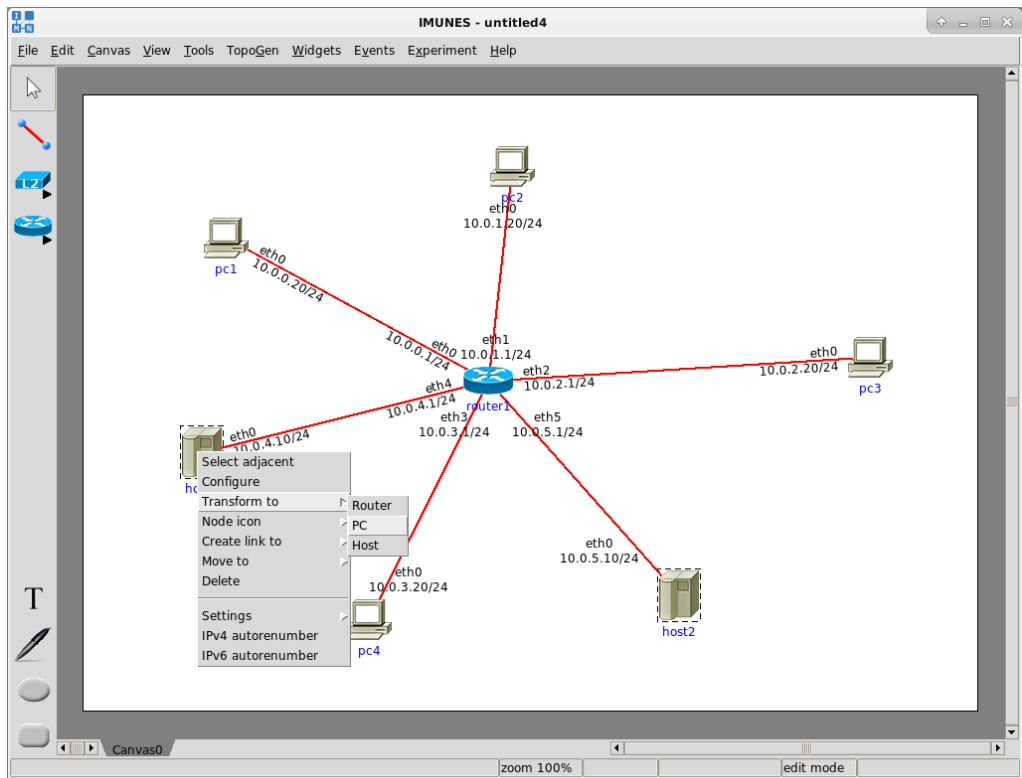 IMUNES - untitled4
File Edit Canvas View Tools TopoGen Widgets Events Experiment Help
L2
T
pc2
eth0
10.0.1.20/24
pc1
eth0
10.0.0.20/24
eth0
10.0.0.1/24
eth1
10.0.1.1/24
eth2
10.0.2.1/24
eth0
10.0.2.20/24
pc3
eth4
10.0.4.1/24
router1
eth3
10.0.3.1/24
eth5
10.0.5.1/24
eth0
10.0.4.10/24
Select adjacent
Configure
Transform to
Node icon
Create link to
Move to
Delete
Settings
IPv4 autorenumber
IPv6 autorenumber
Router
PC
Host
eth0
10.0.3.20/24
pc4
eth0
10.0.5.10/24
host2
Canvas0
zoom 100%
edit mode